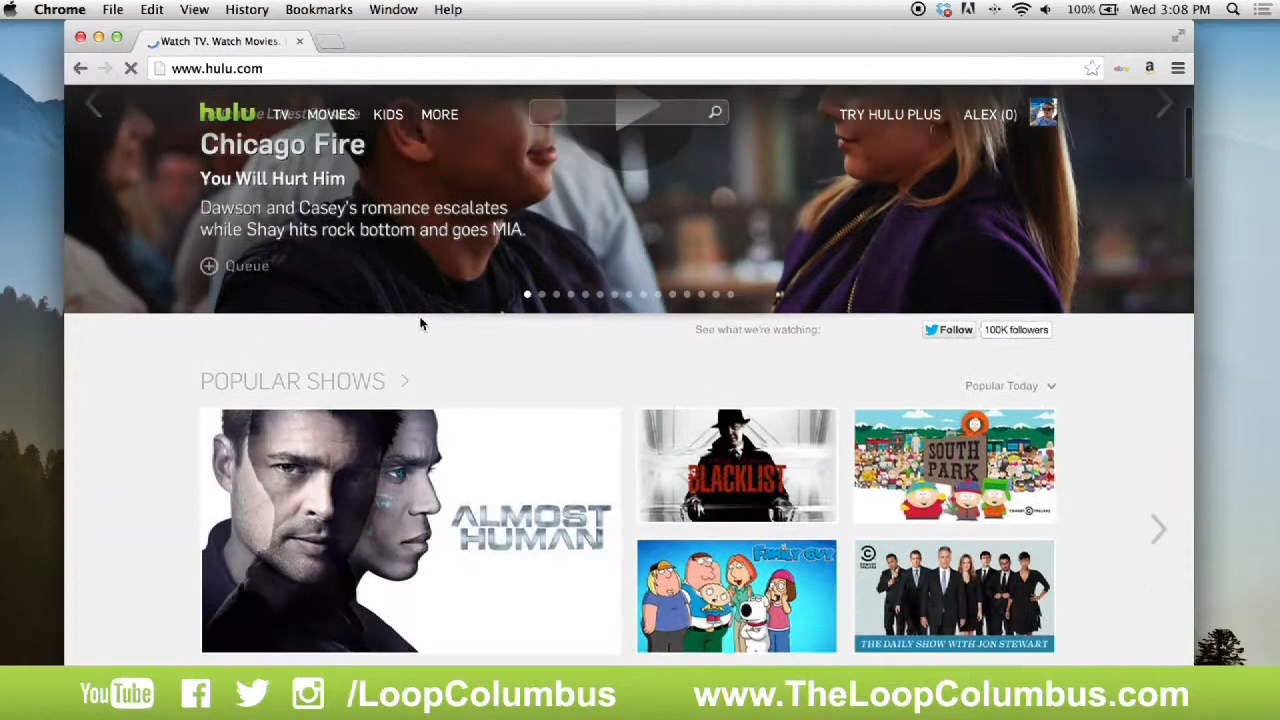 Chrome File Edit View History Bookmarks Window Help 100% Wed 3:08 PM
Watch TV. Watch Movies.
www.hulu.com ebay a
hulu TV MOVIES KIDS MORE TRY HULU PLUS ALEX (0)
Chicago Fire
You Will Hurt Him
Dawson and Casey's romance escalates
while Shay hits rock bottom and goes MIA.
Queue
See what we're watching: Follow 100K followers
POPULAR SHOWS Popular Today
ALMOST
HUMAN
BLACKLIST
SOUTH
PARK
FAMILY GUY
THE DAILY SHOW WITH JON STEWART
YouTube /LoopColumbus www.TheLoopColumbus.com